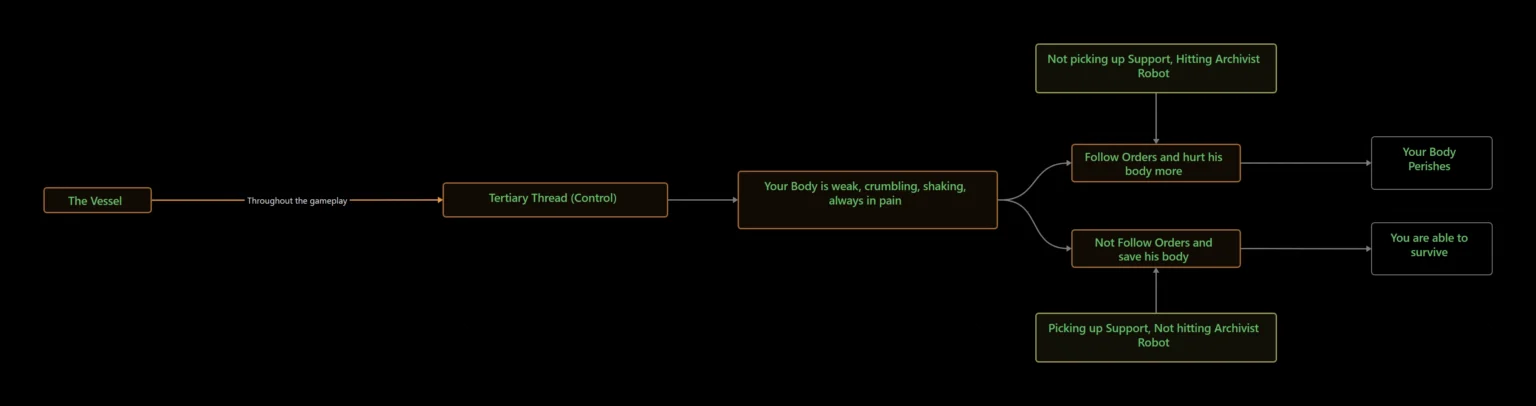 The Vessel
Throughout the gameplay
Tertiary Thread (Control)
Your Body is weak, crumbling, shaking,
always in pain
Not picking up Support, Hitting Archivist
Robot
Follow Orders and hurt his
body more
Your Body
Perishes
Not Follow Orders and
save his body
You are able to
survive
Picking up Support, Not hitting Archivist
Robot